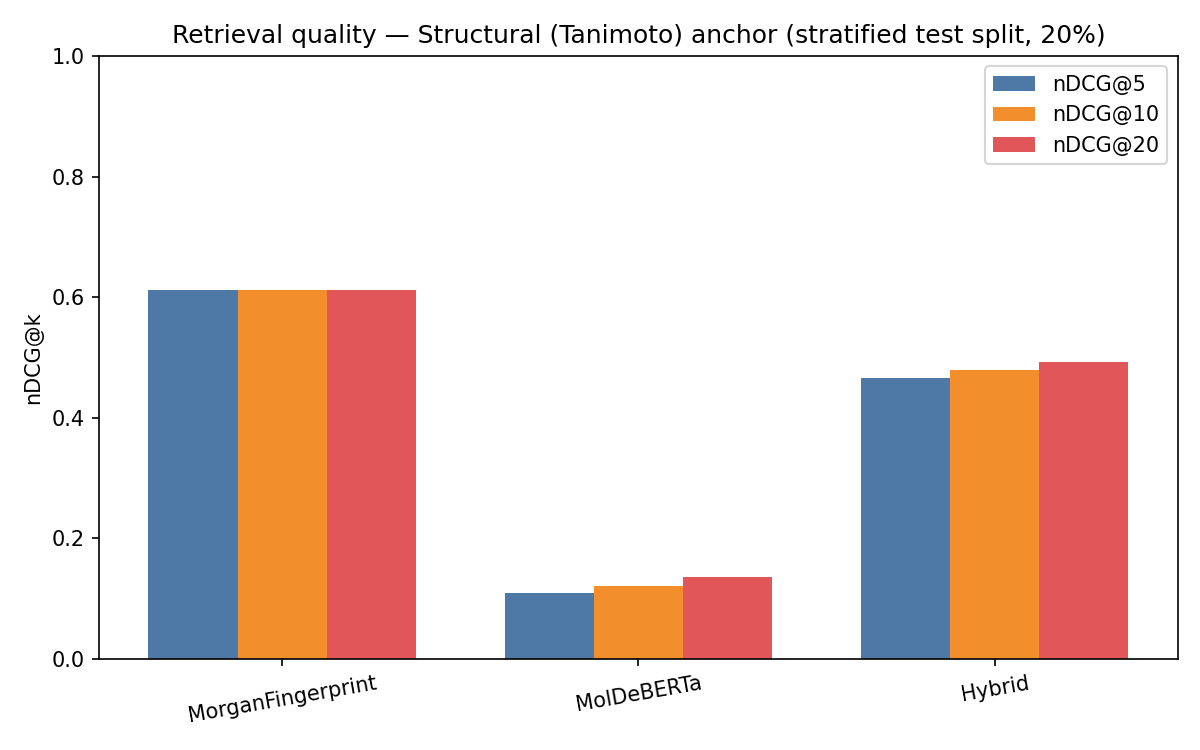 Retrieval quality — Structural (Tanimoto) anchor (stratified test split, 20%)
nDCG@5
nDCG@10
nDCG@20
nDCG@k
1.0
0.8
0.6
0.4
0.2
0.0
MorganFingerprint
MolDeBERTa
Hybrid